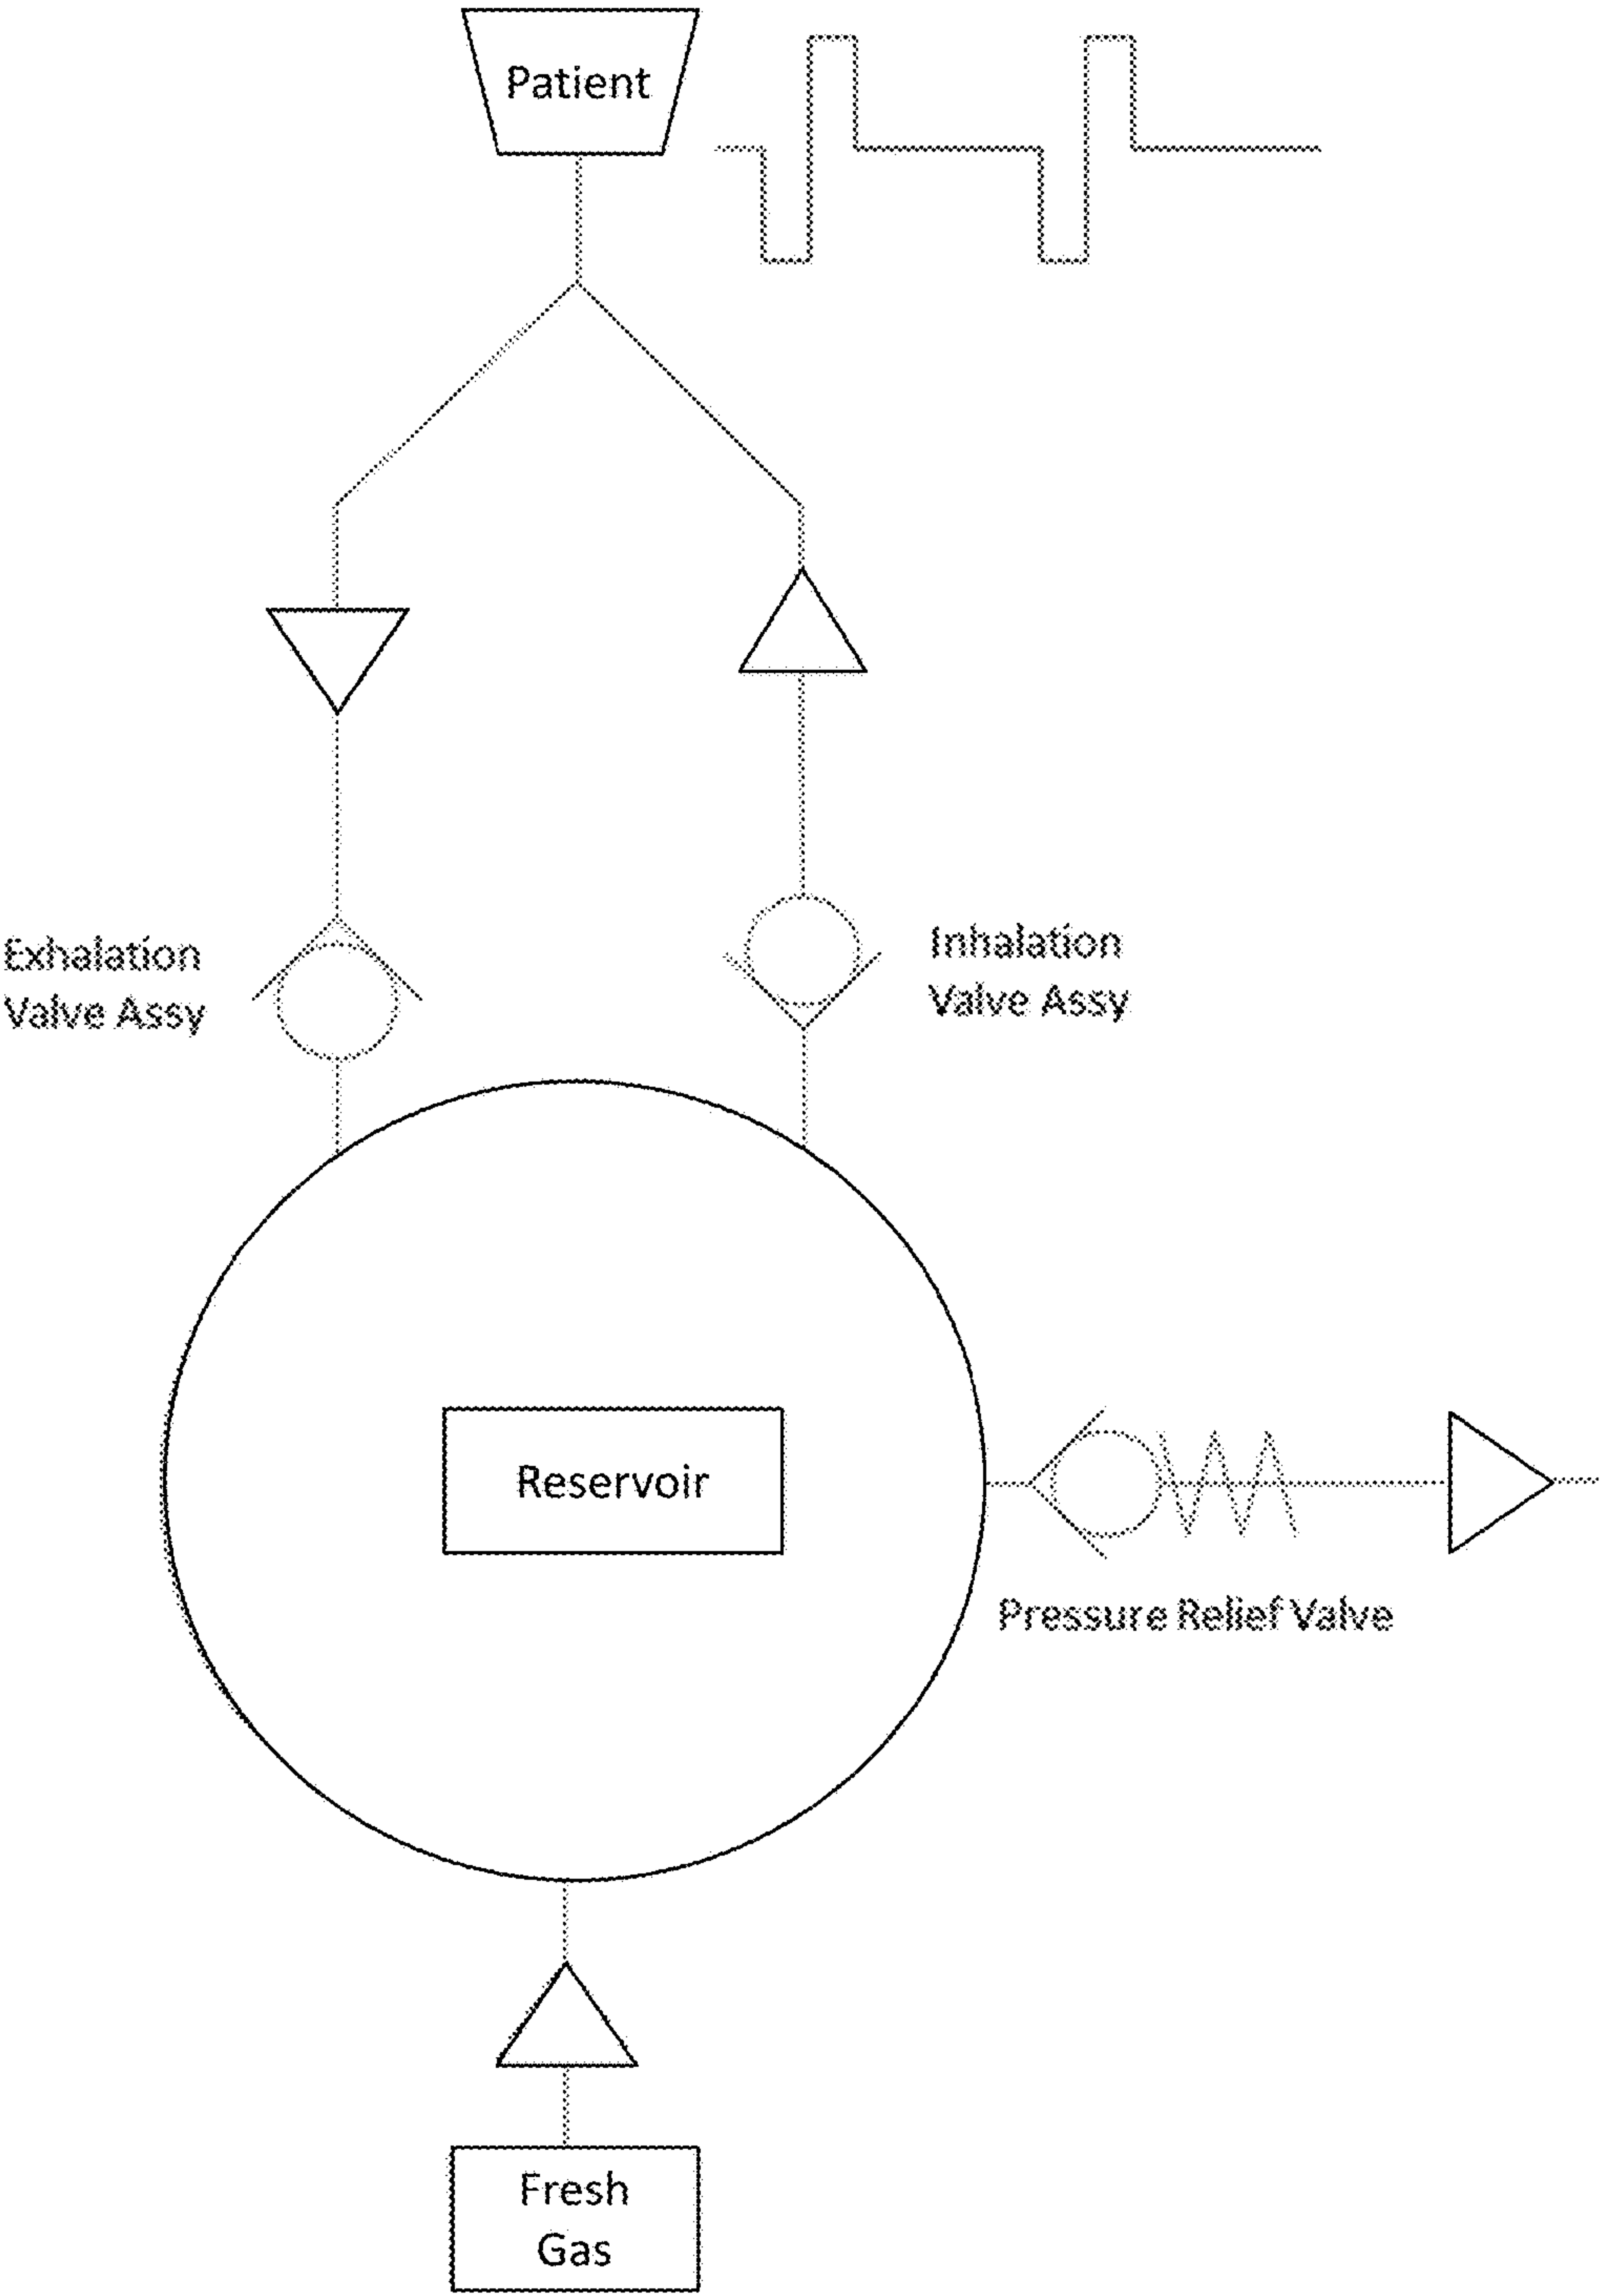 Patient
Exhalation
Valve Assy
Inhalation
Valve Assy
Reservoir
Pressure Relief Valve
Fresh
Gas